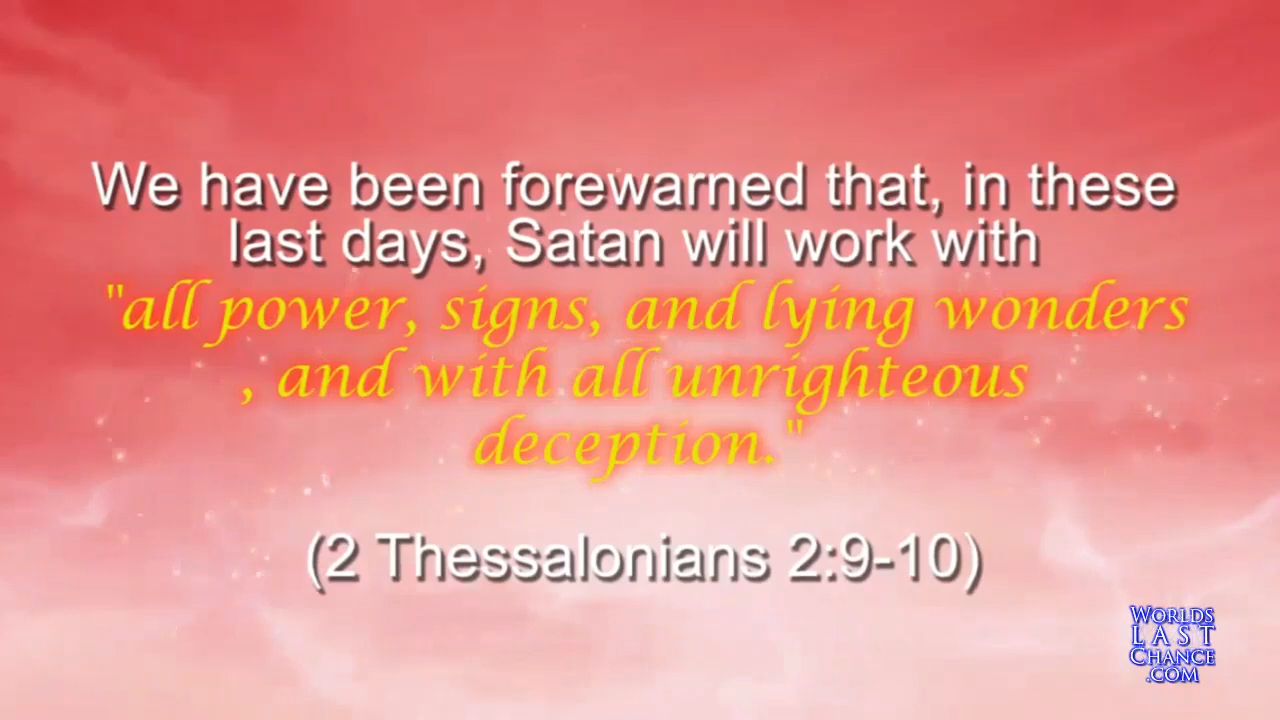 We have been forewarned that, in these
last days, Satan will work with
"all power, signs, and lying wonders
, and with all unrighteous
deception."
(2 Thessalonians 2:9-10)
WORLDS
LAST
CHANCE
.COM